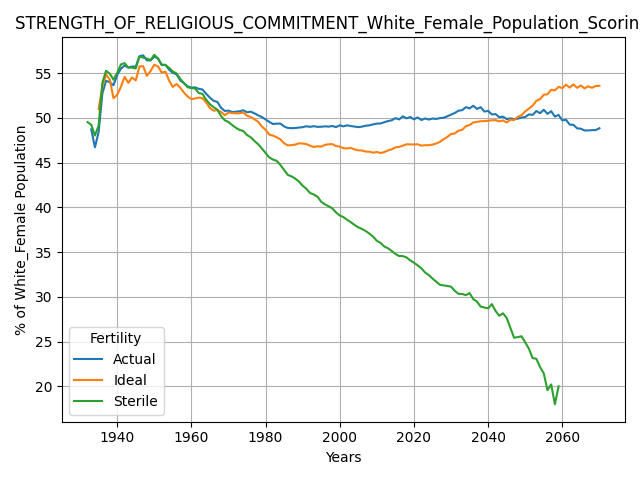 STRENGTH_OF_RELIGIOUS_COMMITMENT_White_Female_Population_Scorin
% of White_Female Population
55
50
45
40
35
30
25
20
Fertility
Actual
Ideal
Sterile
1940 1960 1980 2000 2020 2040 2060
Years